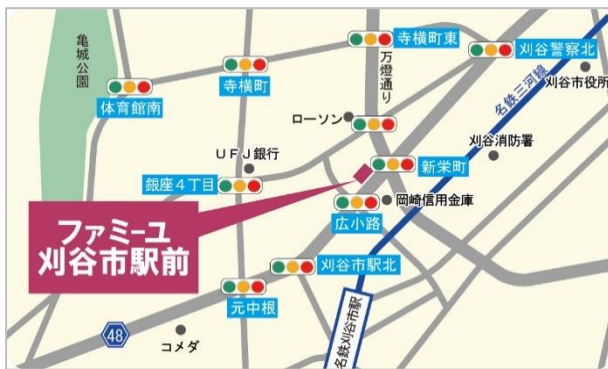 寺横町東
刈谷警察北
亀城公園
万燈通り
寺横町
刈谷市役所
体育館南
名鉄三河線
ローソン
刈谷消防署
UFJ銀行
新栄町
銀座4丁目
岡崎信用金庫
ファミーユ
刈谷市駅前
広小路
刈谷市駅北
元中根
48
コメダ
名鉄刈谷市駅